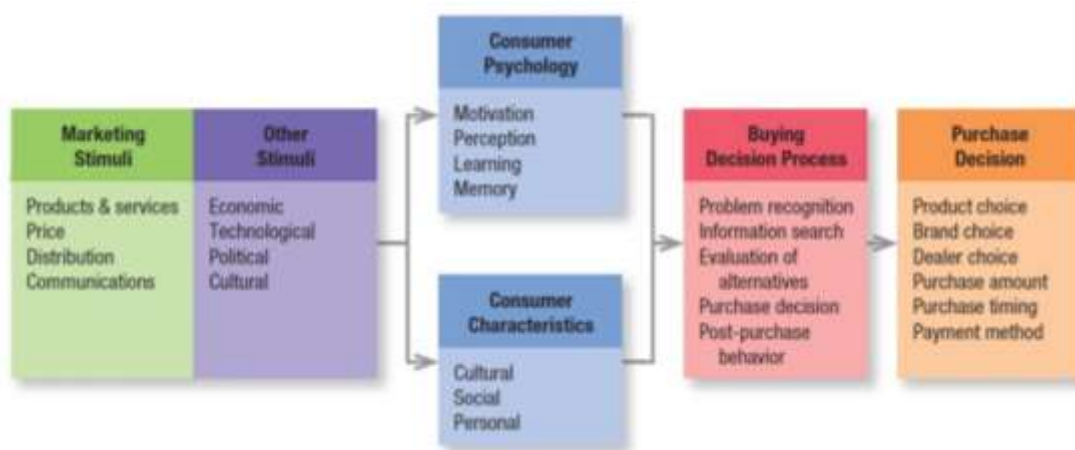 Marketing
Stimuli
Products & services
Price
Distribution
Communications
Other
Stimuli
Economic
Technological
Political
Cultural
Consumer
Psychology
Motivation
Perception
Learning
Memory
Consumer
Characteristics
Cultural
Social
Personal
Buying
Decision Process
Problem recognition
Information search
Evaluation of
alternatives
Purchase decision
Post-purchase
behavior
Purchase
Decision
Product choice
Brand choice
Dealer choice
Purchase amount
Purchase timing
Payment method